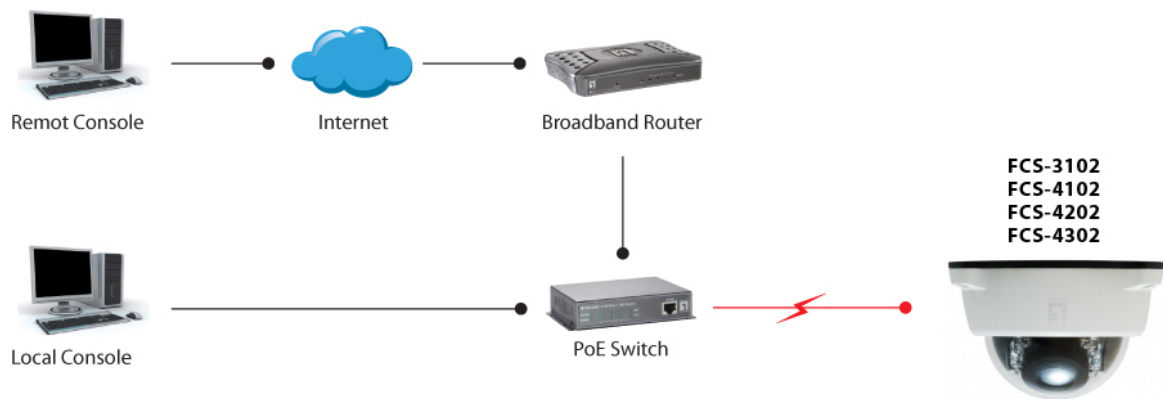 Remot Console
Internet
Broadband Router
FCS-3102
FCS-4102
FCS-4202
FCS-4302
Local Console
PoE Switch